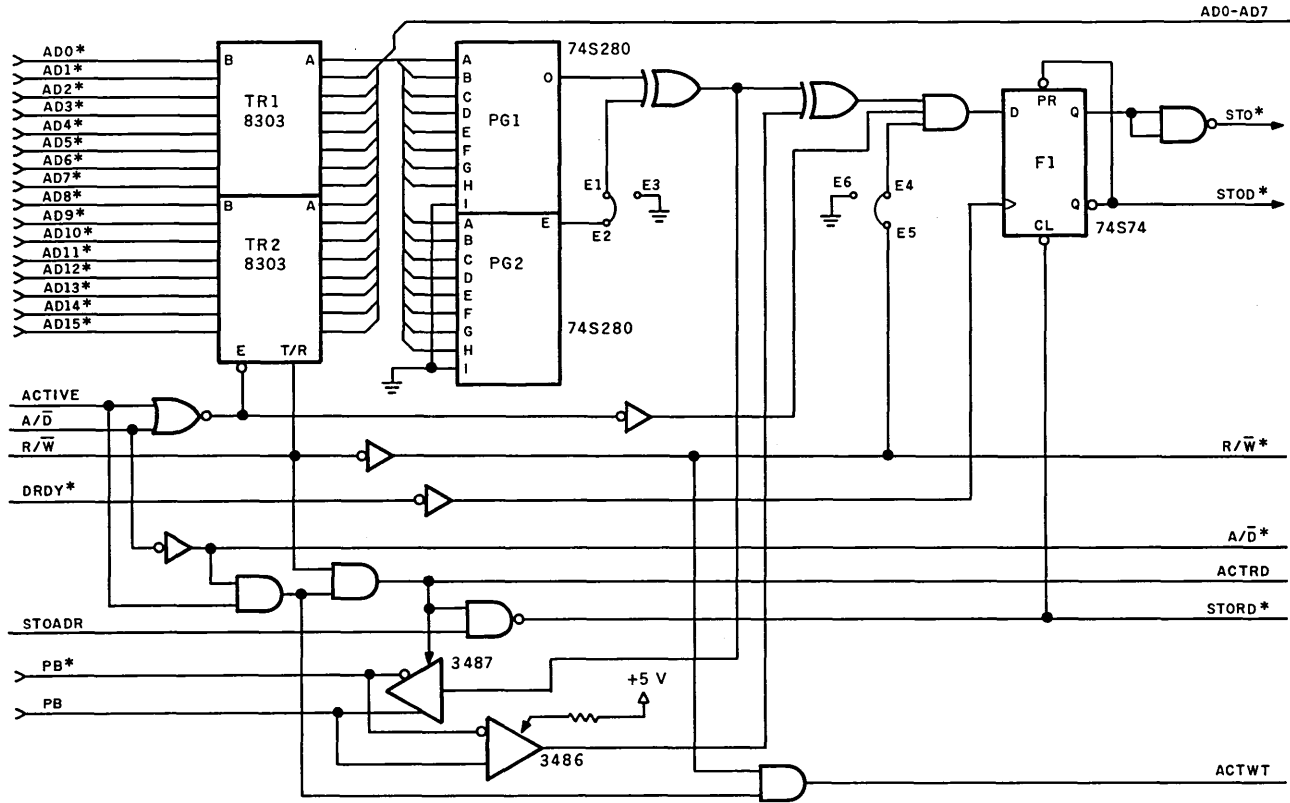 AD0-AD7
AD0*
AD1*
AD2*
AD3*
AD4*
AD5*
AD6*
AD7*
AD8*
AD9*
AD10*
AD11*
AD12*
AD13*
AD14*
AD15*
B A
TR1
8303
B A
TR2
8303
E T/R
74S280
A
B
C
D
E
F
G
H
I
O
PG1
A
B
C
D
E
F
G
H
I
E
PG2
74S280
E1
E2
E3
E6
E4
E5
PR
D Q
F1
Q
CL
74S74
STO*
STOD*
ACTIVE
A/D̅
R/W̅
R/W̅*
DRDY*
A/D̅*
ACTRD
STOADR
STORD*
PB*
3487
+5 V
PB
3486
ACTWT